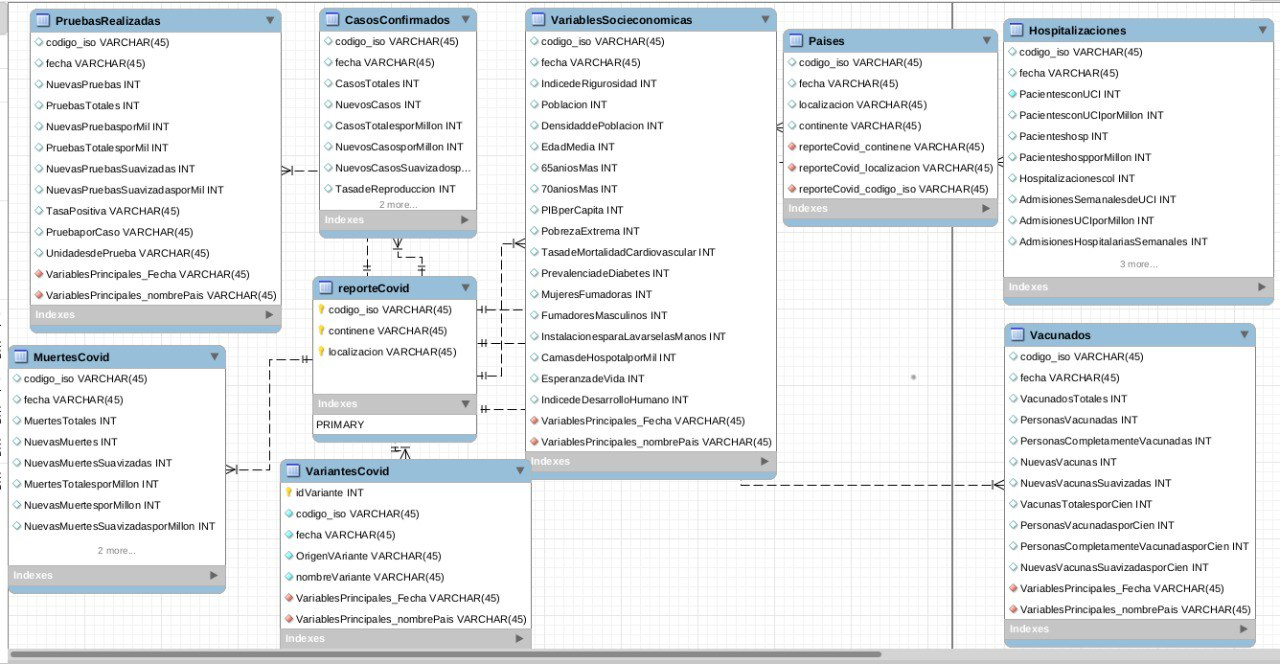 PruebasRealizadas
codigo_iso VARCHAR(45)
fecha VARCHAR(45)
NuevasPruebas INT
PruebasTotales INT
NuevasPruebasporMil INT
PruebasTotalesporMil INT
NuevasPruebasSuavizadas INT
NuevasPruebasSuavizadasporMil INT
TasaPositiva VARCHAR(45)
PruebaporCaso VARCHAR(45)
UnidadesdePrueba VARCHAR(45)
VariablesPrincipales_Fecha VARCHAR(45)
VariablesPrincipales_nombrePais VARCHAR(45)
Indexes
CasosConfirmados
codigo_iso VARCHAR(45)
fecha VARCHAR(45)
CasosTotales INT
NuevosCasos INT
CasosTotalesporMillon INT
NuevosCasosporMillon INT
NuevosCasosSuavizadosp...
TasadeReproduccion INT
2 more...
Indexes
VariablesSocieconomicas
codigo_iso VARCHAR(45)
fecha VARCHAR(45)
IndicedeRigurosidad INT
Poblacion INT
DensidaddePoblacion INT
EdadMedia INT
65aniosMas INT
70aniosMas INT
PIBperCapita INT
PobrezaExtrema INT
TasadeMortalidadCardiovascular INT
PrevalenciadeDiabetes INT
MujeresFumadoras INT
FumadoresMasculinos INT
InstalacionesparaLavarselasManos INT
CamasdeHospotalporMil INT
EsperanzadeVida INT
IndicedeDesarrolloHumano INT
VariablesPrincipales_Fecha VARCHAR(45)
VariablesPrincipales_nombrePais VARCHAR(45)
Indexes
Paises
codigo_iso VARCHAR(45)
fecha VARCHAR(45)
localizacion VARCHAR(45)
continente VARCHAR(45)
reporteCovid_continene VARCHAR(45)
reporteCovid_localizacion VARCHAR(45)
reporteCovid_codigo_iso VARCHAR(45)
Indexes
Hospitalizaciones
codigo_iso VARCHAR(45)
fecha VARCHAR(45)
PacientesconUCI INT
PacientesconUCIporMillon INT
Pacienteshosp INT
PacienteshospporMillon INT
Hospitalizacionescol INT
AdmisionesSemanalesdeUCI INT
AdmisionesUCIporMillon INT
AdmisionesHospitalariasSemanales INT
3 more...
Indexes
reporteCovid
codigo_iso VARCHAR(45)
continene VARCHAR(45)
localizacion VARCHAR(45)
Indexes
PRIMARY
MuertesCovid
codigo_iso VARCHAR(45)
fecha VARCHAR(45)
MuertesTotales INT
NuevasMuertes INT
NuevasMuertesSuavizadas INT
MuertesTotalesporMillon INT
NuevasMuertesporMillon INT
NuevasMuertesSuavizadasporMillon INT
2 more...
Indexes
VariantesCovid
idVariante INT
codigo_iso VARCHAR(45)
fecha VARCHAR(45)
OrigenVAriante VARCHAR(45)
nombreVariante VARCHAR(45)
VariablesPrincipales_Fecha VARCHAR(45)
VariablesPrincipales_nombrePais VARCHAR(45)
Indexes
Vacunados
codigo_iso VARCHAR(45)
fecha VARCHAR(45)
VacunadosTotales INT
PersonasVacunadas INT
PersonasCompletamenteVacunadas INT
NuevasVacunas INT
NuevasVacunasSuavizadas INT
VacunasTotalesporCien INT
PersonasVacunadasporCien INT
PersonasCompletamenteVacunadasporCien INT
NuevasVacunasSuavizadasporCien INT
VariablesPrincipales_Fecha VARCHAR(45)
VariablesPrincipales_nombrePais VARCHAR(45)
Indexes